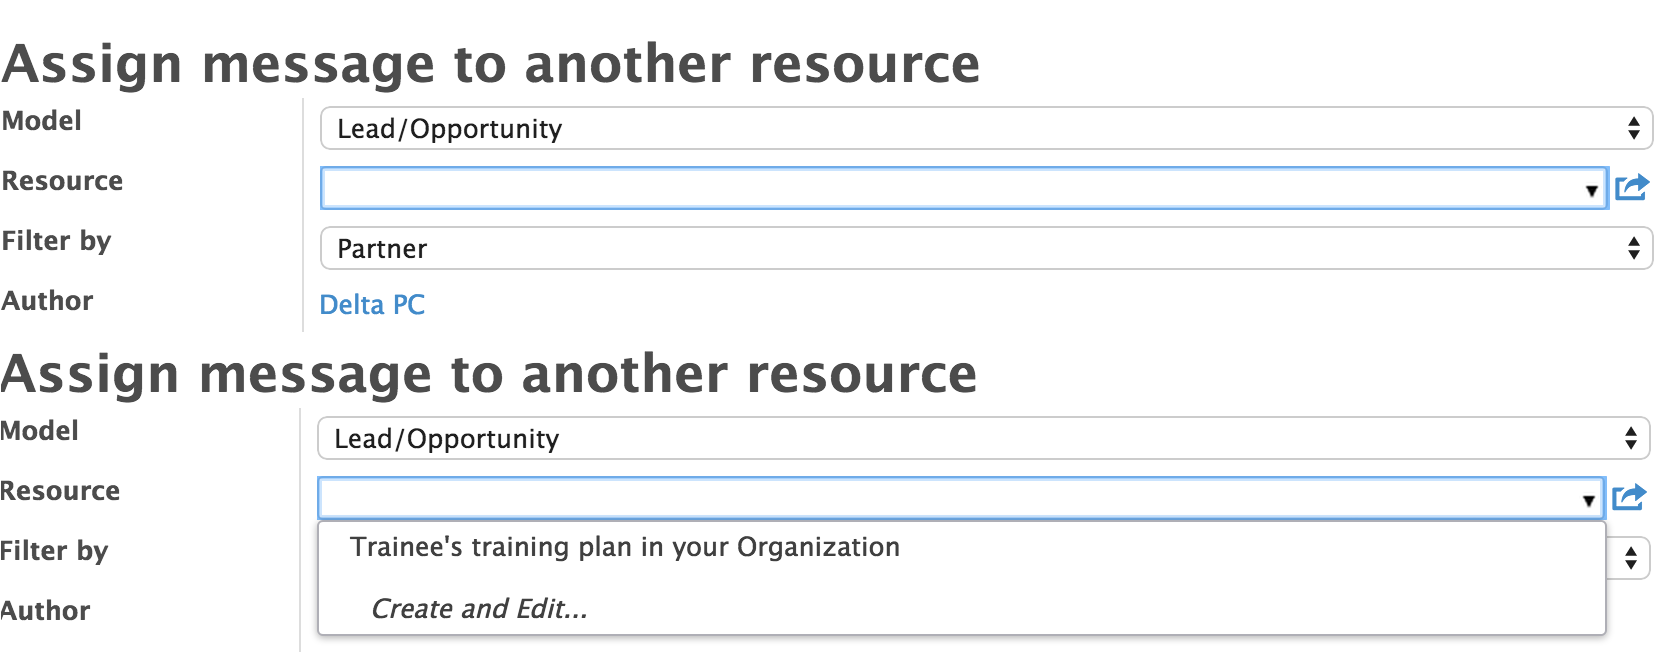 Assign message to another resource
Model
Lead/Opportunity
Resource
Filter by
Partner
Author
Delta PC
Assign message to another resource
Model
Lead/Opportunity
Resource
Trainee's training plan in your Organization
Filter by
Create and Edit...
Author